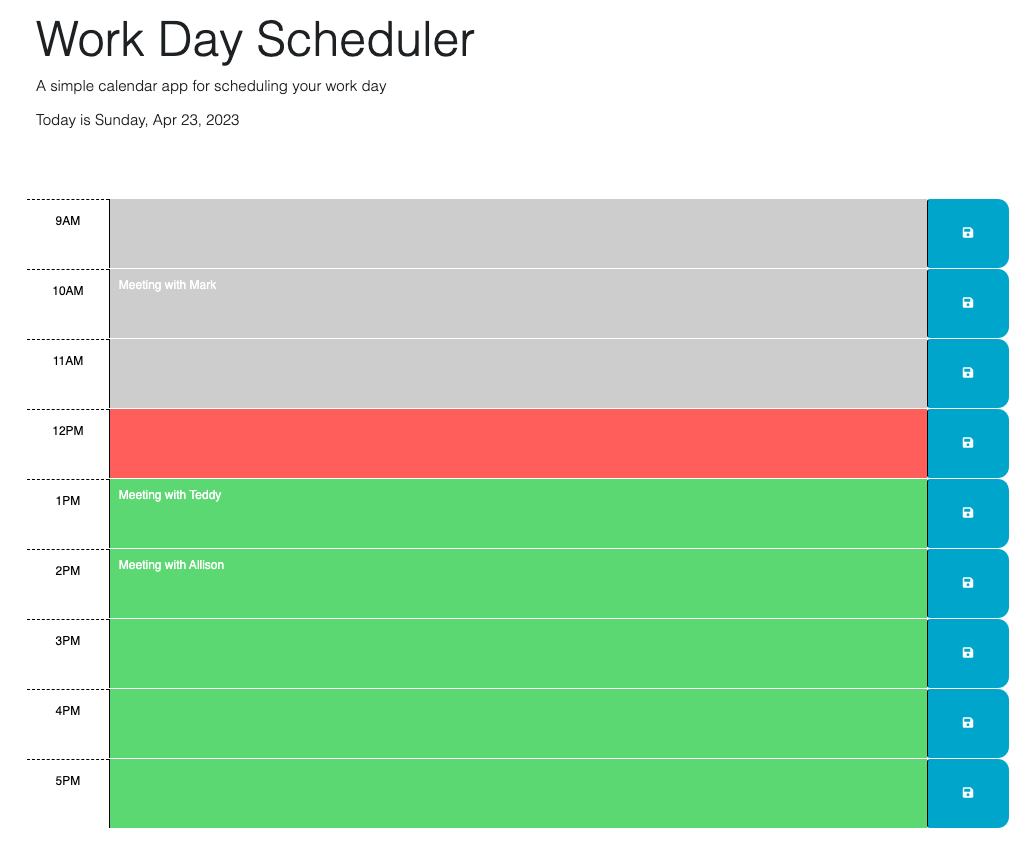 Work Day Scheduler
A simple calendar app for scheduling your work day
Today is Sunday, Apr 23, 2023
9AM
10AM Meeting with Mark
11AM
12PM
1PM Meeting with Teddy
2PM Meeting with Allison
3PM
4PM
5PM